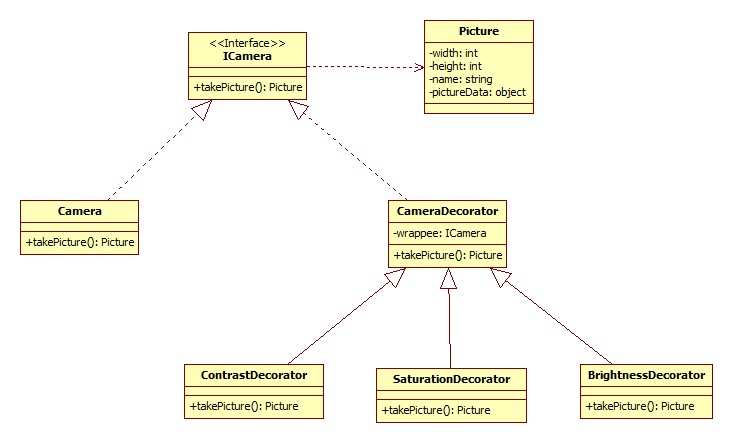 <<Interface>>
ICamera
+takePicture(): Picture
Picture
-width: int
-height: int
-name: string
-pictureData: object
Camera
+takePicture(): Picture
CameraDecorator
-wrappee: ICamera
+takePicture(): Picture
ContrastDecorator
+takePicture(): Picture
SaturationDecorator
+takePicture(): Picture
BrightnessDecorator
+takePicture(): Picture